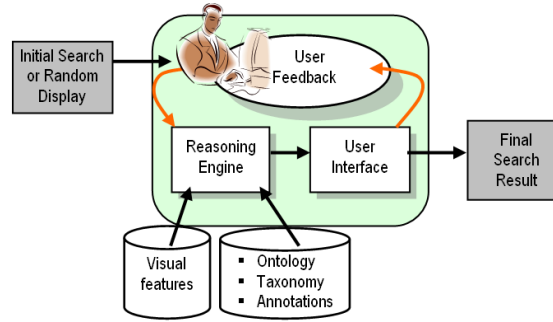 Initial Search
or Random
Display
User
Feedback
Reasoning
Engine
User
Interface
Final
Search
Result
Visual
features
▪ Ontology
▪ Taxonomy
▪ Annotations